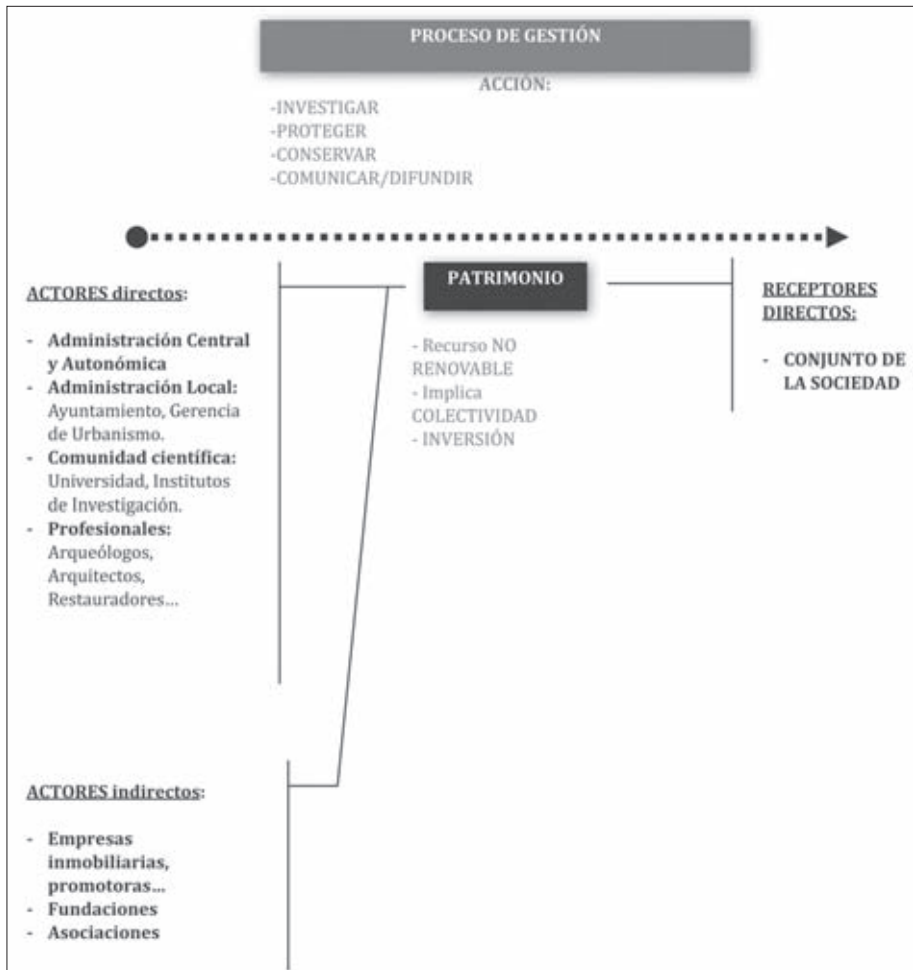 PROCESO DE GESTIÓN
ACCIÓN:
-INVESTIGAR
-PROTEGER
-CONSERVAR
-COMUNICAR/DIFUNDIR
ACTORES directos:
- Administración Central
y Autonómica
- Administración Local:
Ayuntamiento, Gerencia
de Urbanismo.
- Comunidad científica:
Universidad, Institutos
de Investigación.
- Profesionales:
Arqueólogos,
Arquitectos,
Restauradores...
PATRIMONIO
- Recurso NO
RENOVABLE
- Implica
COLECTIVIDAD
- INVERSIÓN
RECEPTORES
DIRECTOS:
- CONJUNTO DE
LA SOCIEDAD
ACTORES indirectos:
- Empresas
inmobiliarias,
promotoras...
- Fundaciones
- Asociaciones